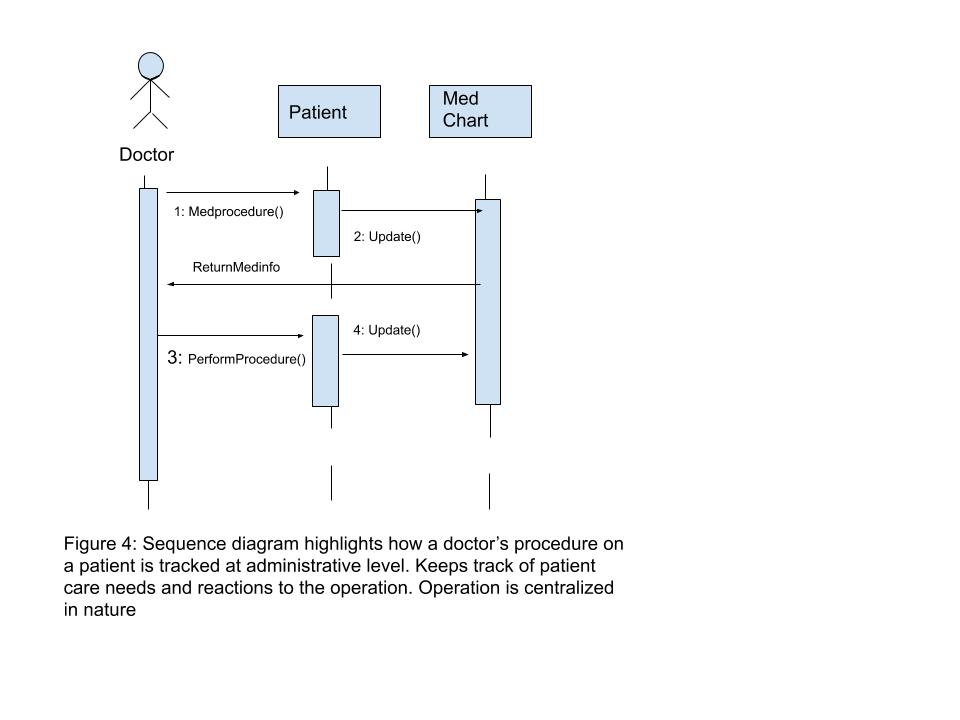 Patient
Med
Chart
Doctor
1: Medprocedure()
2: Update()
ReturnMedinfo
4: Update()
3: PerformProcedure()
Figure 4: Sequence diagram highlights how a doctor’s procedure on
a patient is tracked at administrative level. Keeps track of patient
care needs and reactions to the operation. Operation is centralized
in nature